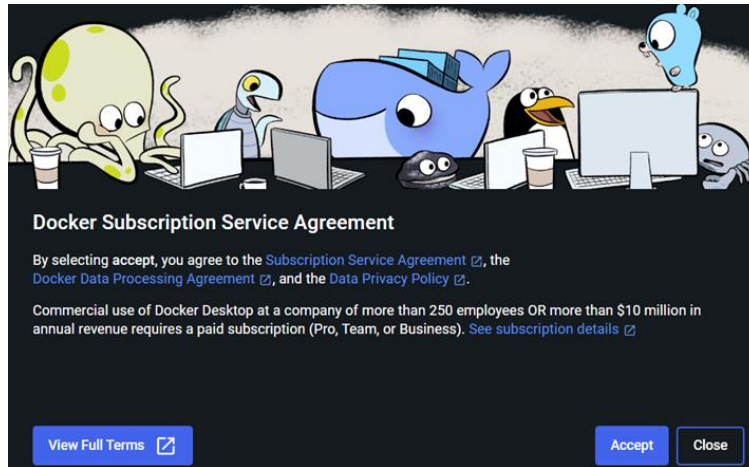 Docker Subscription Service Agreement
By selecting accept, you agree to the Subscription Service Agreement, the
Docker Data Processing Agreement, and the Data Privacy Policy.
Commercial use of Docker Desktop at a company of more than 250 employees OR more than $10 million in
annual revenue requires a paid subscription (Pro, Team, or Business). See subscription details
View Full Terms
Accept
Close